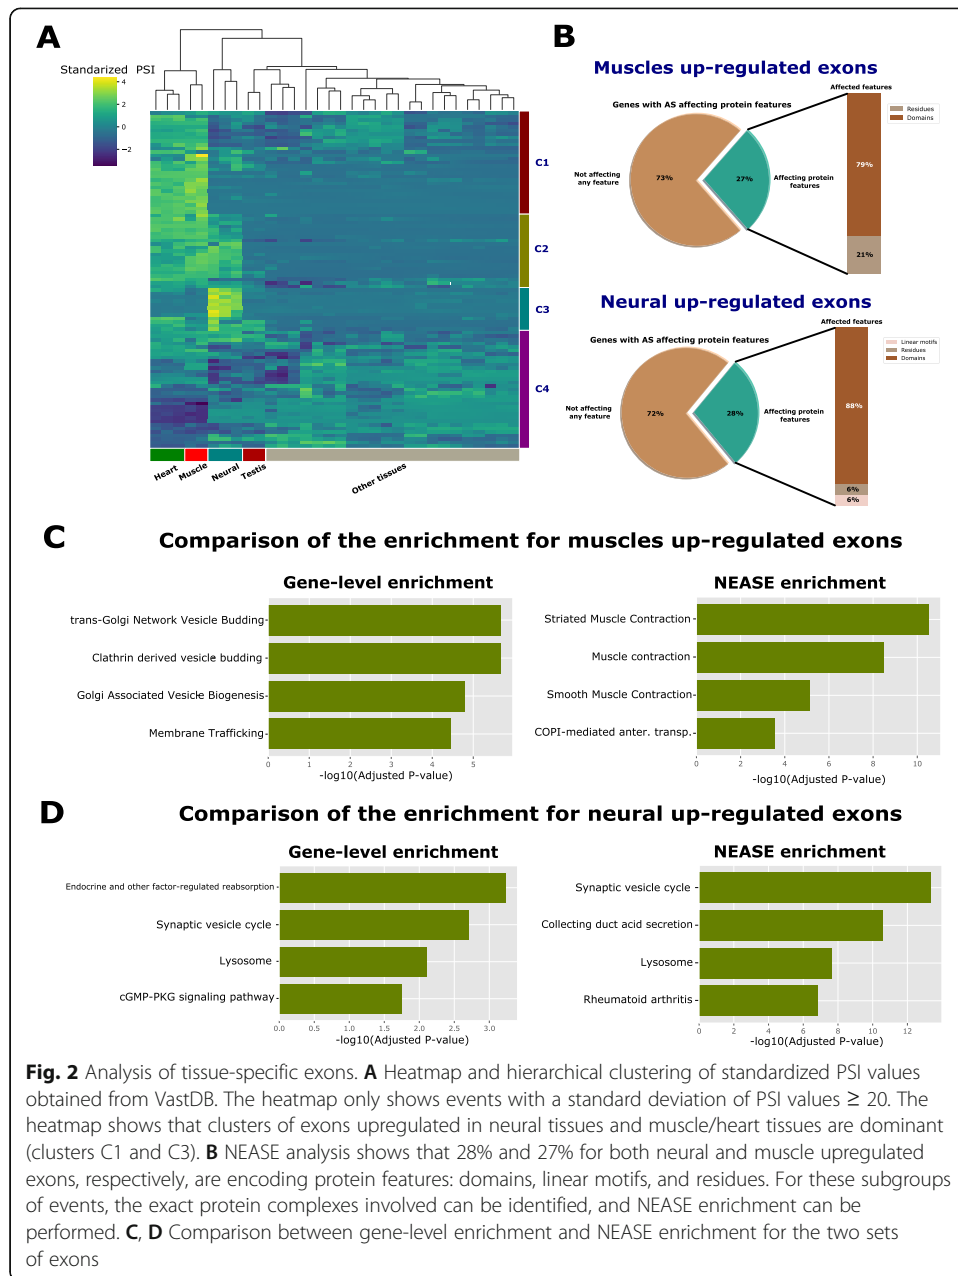 A
Standarized PSI
4
2
0
−2
C1
C2
C3
C4
Heart
Muscle
Neural
Testis
Other tissues
B
Muscles up-regulated exons
Genes with AS affecting protein features
Not affecting
any feature
73%
27%
Affecting protein
features
Affected features
79%
21%
Residues
Domains
Neural up-regulated exons
Genes with AS affecting protein features
Not affecting
any feature
72%
28%
Affecting protein
features
Affected features
88%
6%
6%
Linear motifs
Residues
Domains
C
Comparison of the enrichment for muscles up-regulated exons
Gene-level enrichment
trans-Golgi Network Vesicle Budding
Clathrin derived vesicle budding
Golgi Associated Vesicle Biogenesis
Membrane Trafficking
0 1 2 3 4 5
-log10(Adjusted P-value)
NEASE enrichment
Striated Muscle Contraction
Muscle contraction
Smooth Muscle Contraction
COPI-mediated anter. transp.
0 2 4 6 8 10
-log10(Adjusted P-value)
D
Comparison of the enrichment for neural up-regulated exons
Gene-level enrichment
Endocrine and other factor-regulated reabsorption
Synaptic vesicle cycle
Lysosome
cGMP-PKG signaling pathway
0.0 0.5 1.0 1.5 2.0 2.5 3.0
-log10(Adjusted P-value)
NEASE enrichment
Synaptic vesicle cycle
Collecting duct acid secretion
Lysosome
Rheumatoid arthritis
0 2 4 6 8 10 12
-log10(Adjusted P-value)
Fig. 2 Analysis of tissue-specific exons. A Heatmap and hierarchical clustering of standardized PSI values
obtained from VastDB. The heatmap only shows events with a standard deviation of PSI values ≥ 20. The
heatmap shows that clusters of exons upregulated in neural tissues and muscle/heart tissues are dominant
(clusters C1 and C3). B NEASE analysis shows that 28% and 27% for both neural and muscle upregulated
exons, respectively, are encoding protein features: domains, linear motifs, and residues. For these subgroups
of events, the exact protein complexes involved can be identified, and NEASE enrichment can be
performed. C, D Comparison between gene-level enrichment and NEASE enrichment for the two sets
of exons